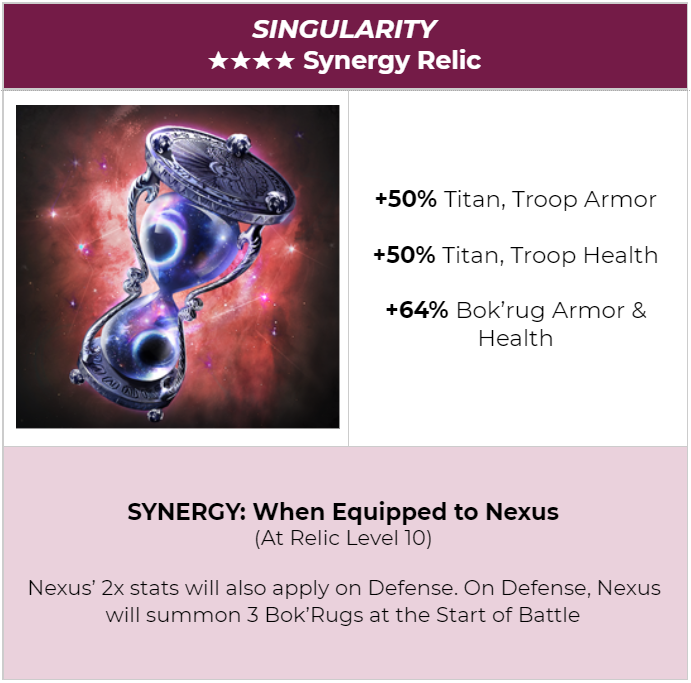 SINGULARITY
★★★★ Synergy Relic
+50% Titan, Troop Armor
+50% Titan, Troop Health
+64% Bok’rug Armor &
Health
SYNERGY: When Equipped to Nexus
(At Relic Level 10)
Nexus’ 2x stats will also apply on Defense. On Defense, Nexus
will summon 3 Bok’Rugs at the Start of Battle